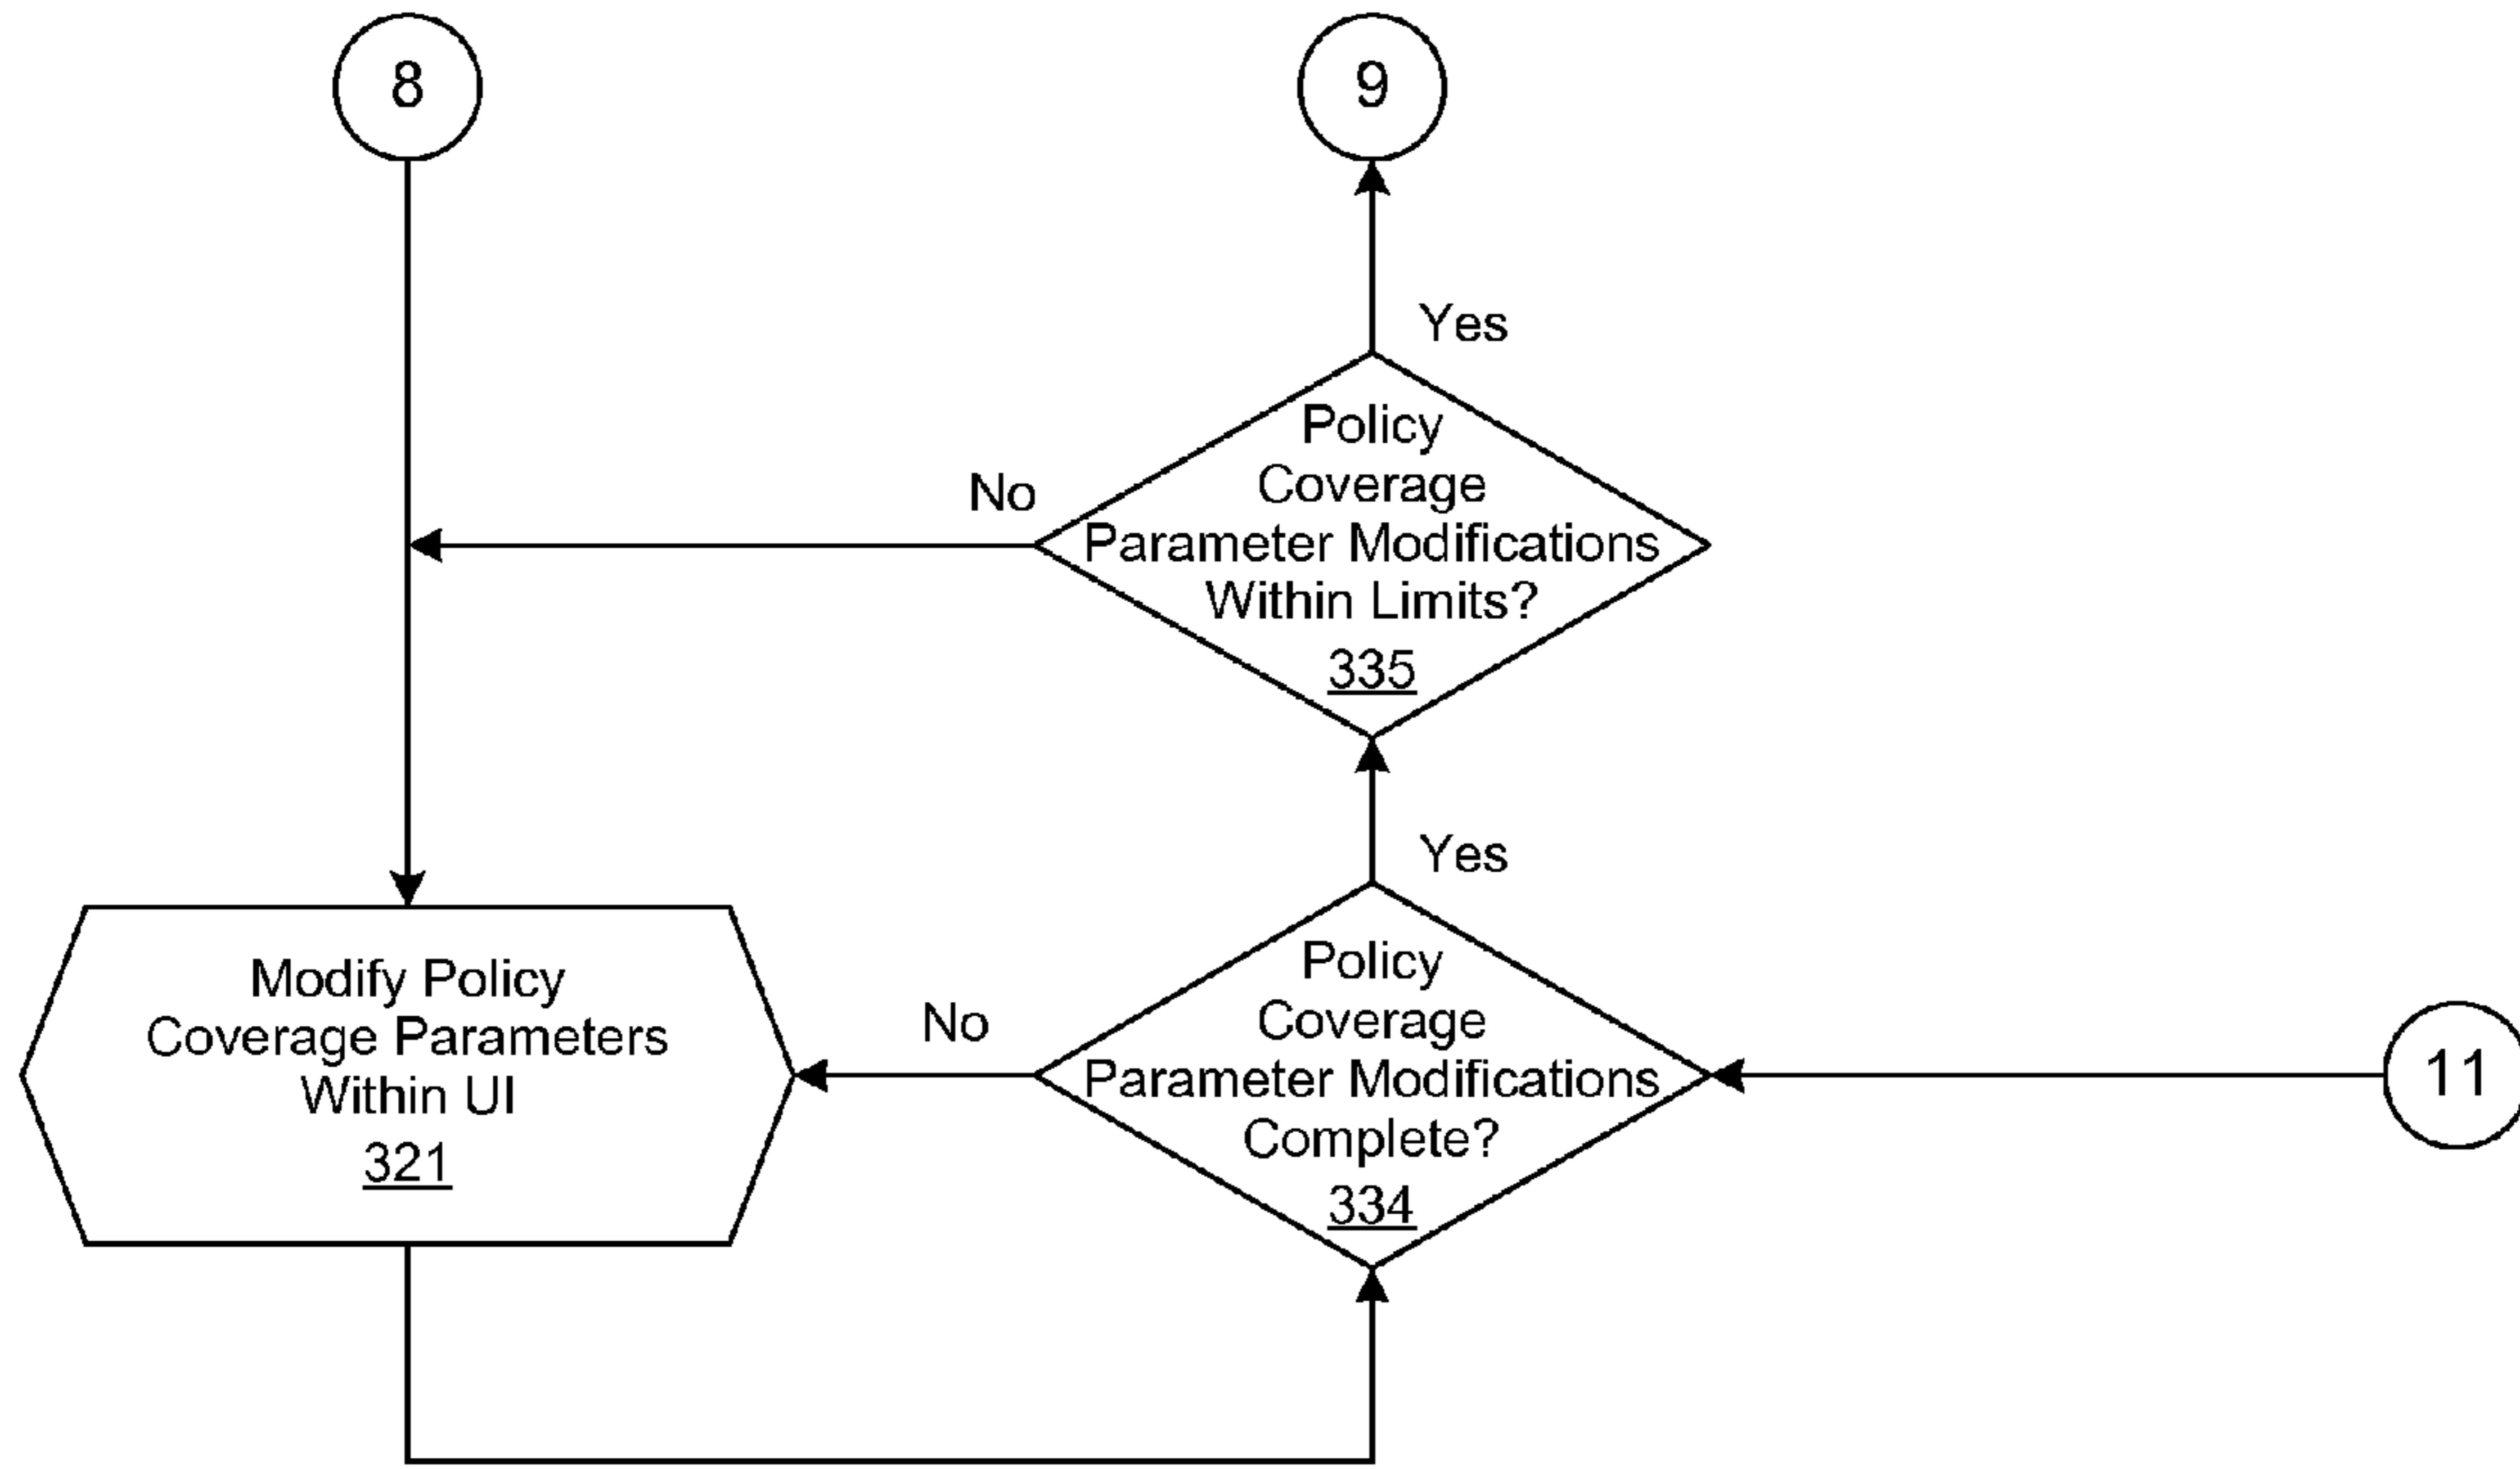 8
9
Yes
Policy
Coverage
Parameter Modifications
Within Limits?
335
No
Yes
Modify Policy
Coverage Parameters
Within UI
321
No
Policy
Coverage
Parameter Modifications
Complete?
334
11